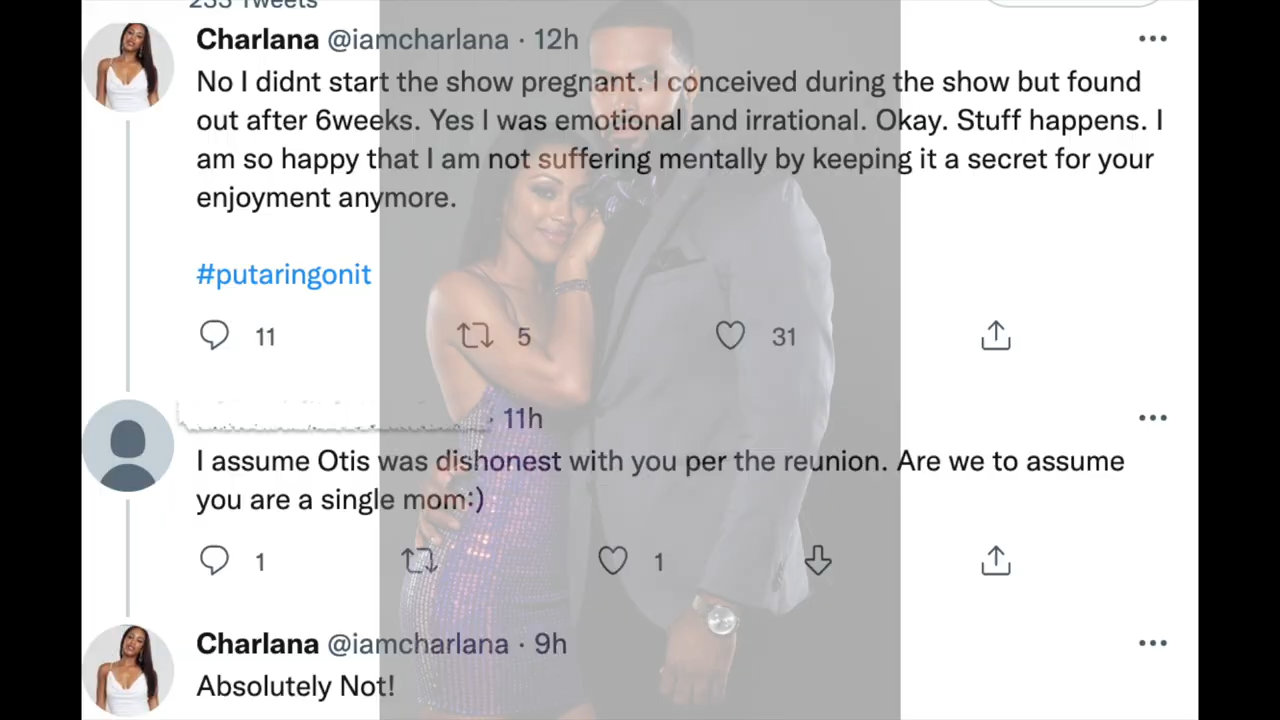 233 Tweets
Charlana @iamcharlana · 12h
No I didnt start the show pregnant. I conceived during the show but found
out after 6weeks. Yes I was emotional and irrational. Okay. Stuff happens. I
am so happy that I am not suffering mentally by keeping it a secret for your
enjoyment anymore.
#putaringonit
11 5 31
· 11h
I assume Otis was dishonest with you per the reunion. Are we to assume
you are a single mom:)
1 1
Charlana @iamcharlana · 9h
Absolutely Not!